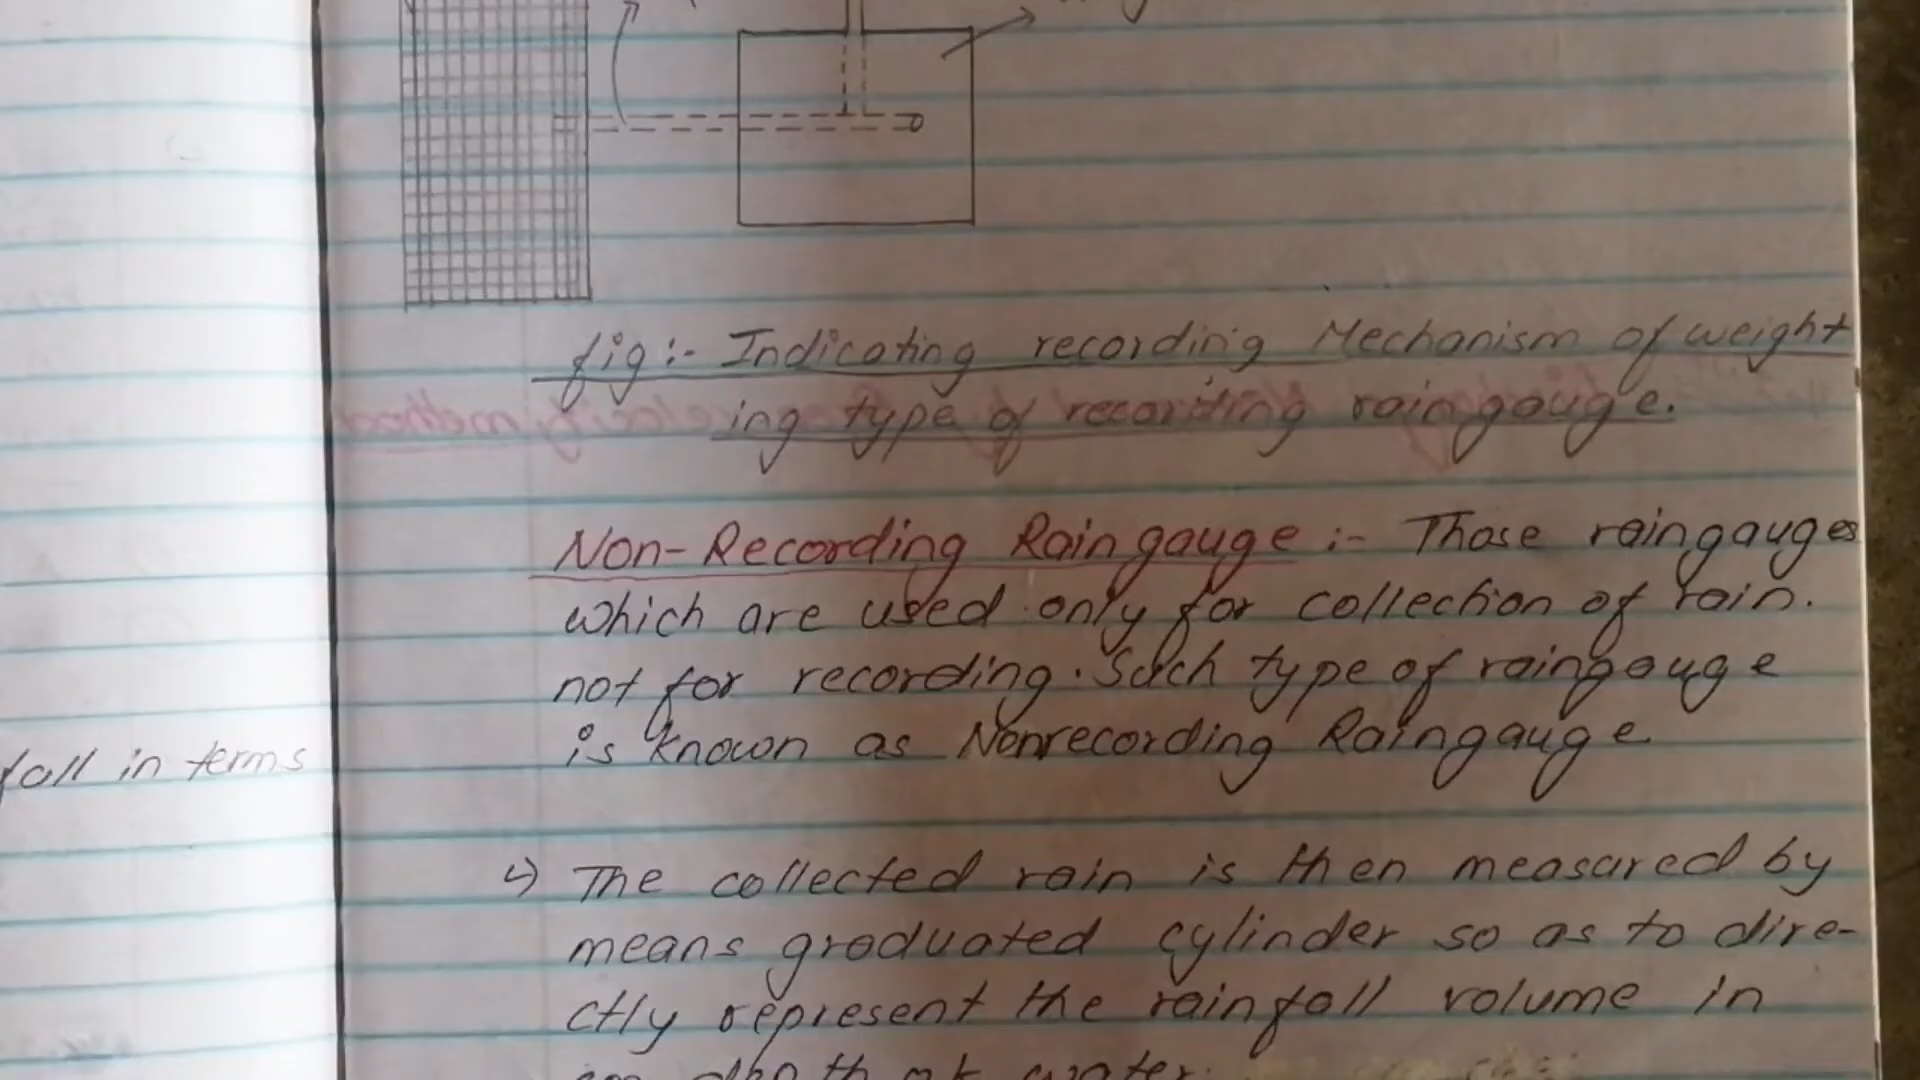 fig:- Indicating recording Mechanism of weight
ing type of recording raingauge.
Non-Recording Raingauge :- Those raingauges
which are used only for collection of rain.
not for recording. Such type of raingauge
is known as Nonrecording Raingauge.
fall in terms
↳) The collected rain is then measured by
means graduated cylinder so as to dire-
ctly represent the rainfall volume in
water.